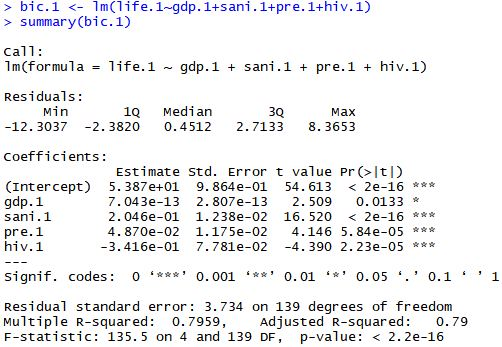 > bic.1 <- lm(life.1~gdp.1+sani.1+pre.1+hiv.1)
> summary(bic.1)
Call:
lm(formula = life.1 ~ gdp.1 + sani.1 + pre.1 + hiv.1)
Residuals:
     Min       1Q   Median       3Q      Max
-12.3037  -2.3820   0.4512   2.7133   8.3653
Coefficients:
              Estimate Std. Error t value Pr(>|t|)
(Intercept)  5.387e+01  9.864e-01  54.613  < 2e-16 ***
gdp.1        7.043e-13  2.807e-13   2.509   0.0133 *
sani.1       2.046e-01  1.238e-02  16.520  < 2e-16 ***
pre.1        4.870e-02  1.175e-02   4.146 5.84e-05 ***
hiv.1       -3.416e-01  7.781e-02  -4.390 2.23e-05 ***
---
Signif. codes:  0 ‘***’ 0.001 ‘**’ 0.01 ‘*’ 0.05 ‘.’ 0.1 ‘ ’ 1
Residual standard error: 3.734 on 139 degrees of freedom
Multiple R-squared:  0.7959,    Adjusted R-squared:   0.79
F-statistic: 135.5 on 4 and 139 DF,  p-value: < 2.2e-16